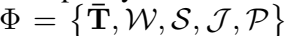 Φ = {T̄, 𝒲, 𝒮, 𝒥, 𝒫}